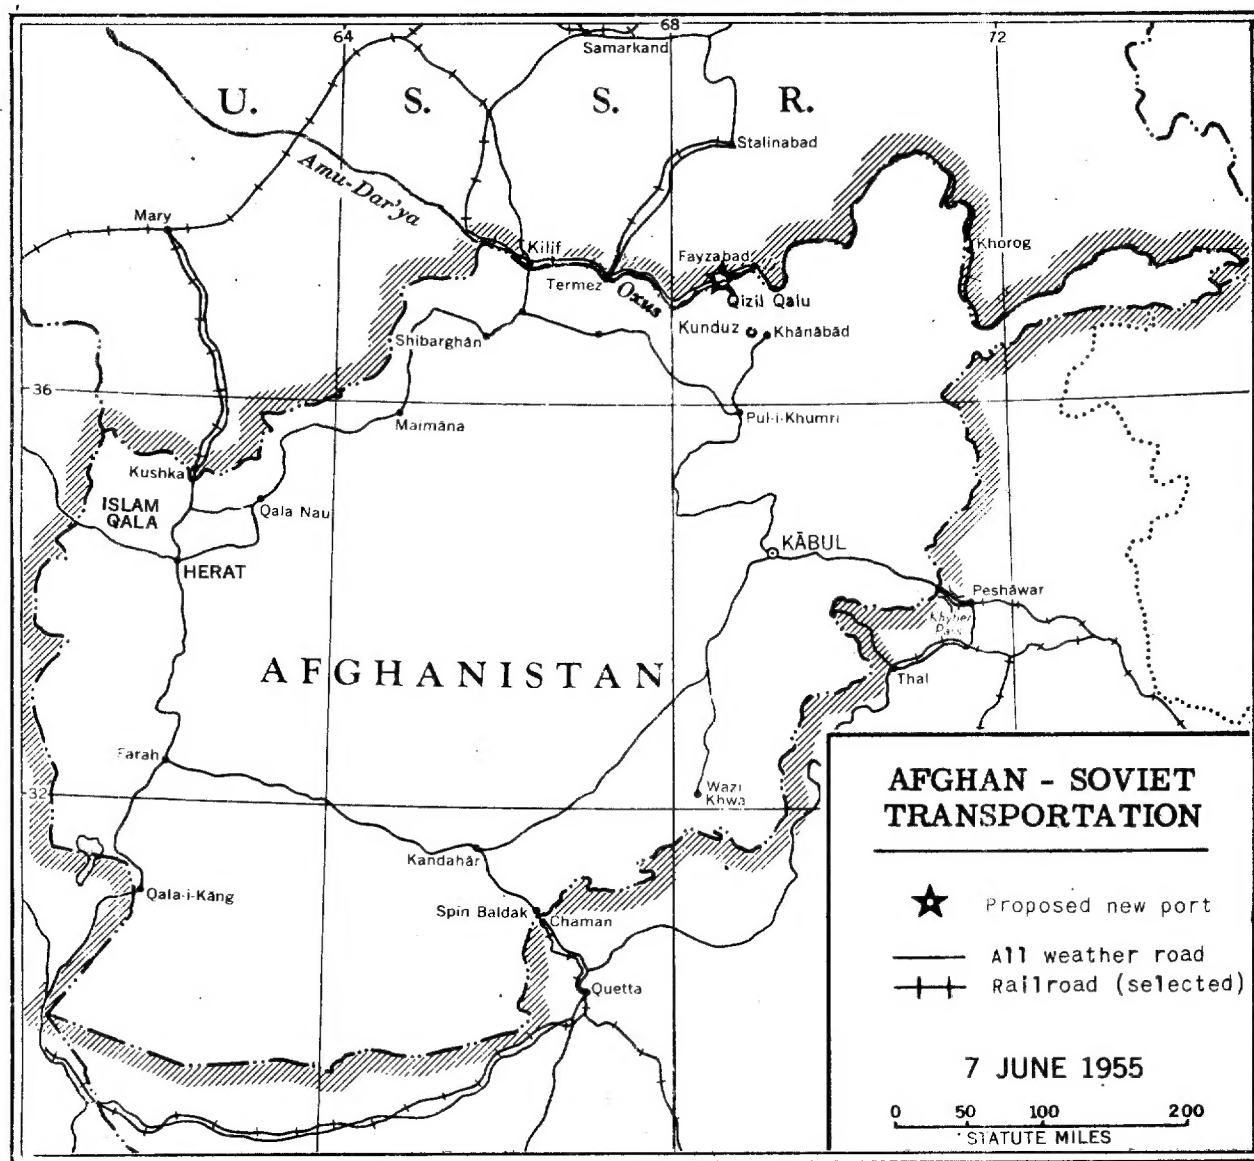 64
68
72
Samarkand
U. S. S. R.
Stalinabad
Amu-Dar'ya
Mary
Kilif
Fayzabad
Khorog
Termez
Oxus
Qizil Qalu
Kunduz
Khānābād
Shibarghān
36
Maimāna
Pul-i-Khumri
Kushka
ISLAM
QALA
Qala Nau
KĀBUL
HERAT
Peshāwar
Khyber
Pass
AFGHANISTAN
Thal
Farah
32
Wazi
Khwa
Kandahār
Qala-i-Kāng
Spin Baldak
Chaman
Quetta
AFGHAN - SOVIET
TRANSPORTATION
Proposed new port
All weather road
Railroad (selected)
7 JUNE 1955
0 50 100 200
STATUTE MILES